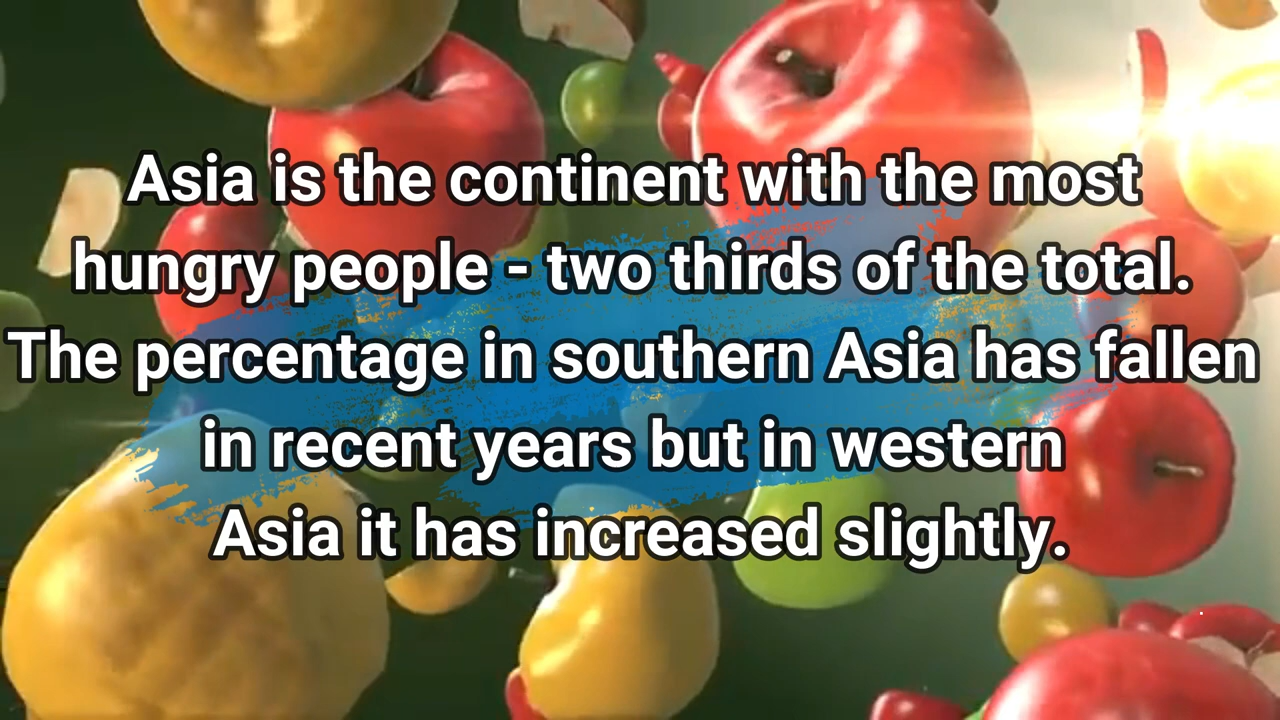 Asia is the continent with the most
hungry people - two thirds of the total.
The percentage in southern Asia has fallen
in recent years but in western
Asia it has increased slightly.